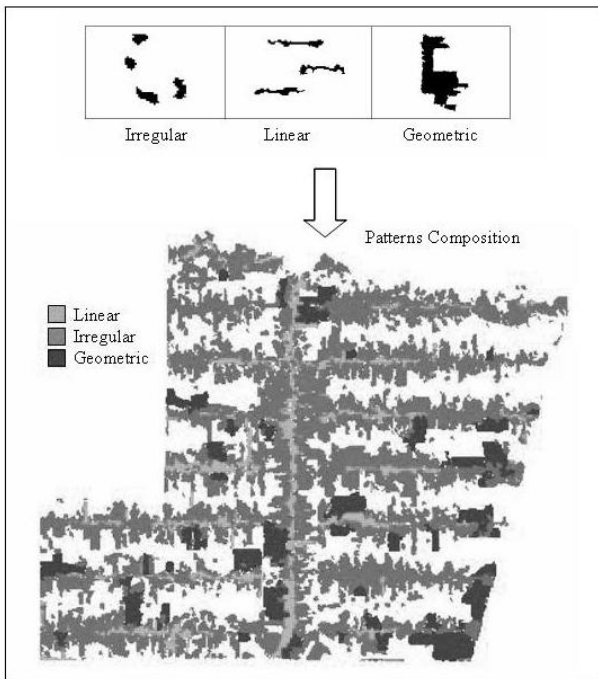 Irregular
Linear
Geometric
Patterns Composition
Linear
Irregular
Geometric